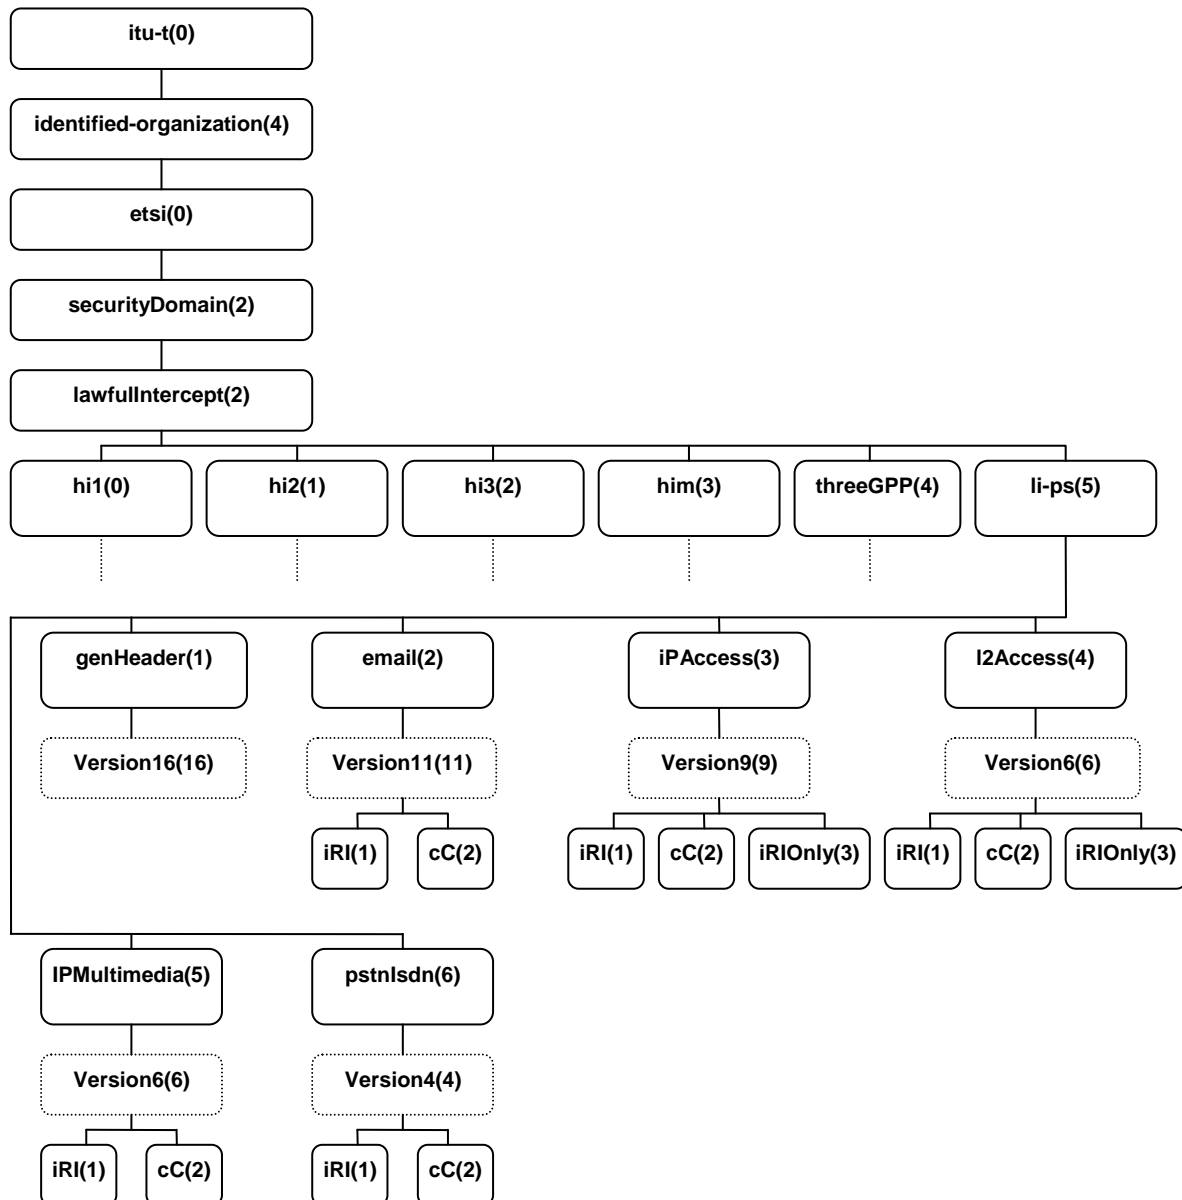 itu-t(0)
identified-organization(4)
etsi(0)
securityDomain(2)
lawfulIntercept(2)
hi1(0)
hi2(1)
hi3(2)
him(3)
threeGPP(4)
li-ps(5)
genHeader(1)
email(2)
iPAccess(3)
l2Access(4)
Version16(16)
Version11(11)
Version9(9)
Version6(6)
iRI(1)
cC(2)
iRI(1)
cC(2)
iRIOnly(3)
iRI(1)
cC(2)
iRIOnly(3)
IPMultimedia(5)
pstnIsdn(6)
Version6(6)
Version4(4)
iRI(1)
cC(2)
iRI(1)
cC(2)